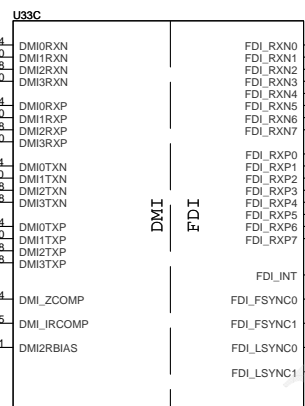 U33C
DMI0RXN
DMI1RXN
DMI2RXN
DMI3RXN
DMI0RXP
DMI1RXP
DMI2RXP
DMI3RXP
DMI0TXN
DMI1TXN
DMI2TXN
DMI3TXN
DMI0TXP
DMI1TXP
DMI2TXP
DMI3TXP
DMI_ZCOMP
DMI_IRCOMP
DMI2RBIAS
DMI
FDI
FDI_RXN0
FDI_RXN1
FDI_RXN2
FDI_RXN3
FDI_RXN4
FDI_RXN5
FDI_RXN6
FDI_RXN7
FDI_RXP0
FDI_RXP1
FDI_RXP2
FDI_RXP3
FDI_RXP4
FDI_RXP5
FDI_RXP6
FDI_RXP7
FDI_INT
FDI_FSYNC0
FDI_FSYNC1
FDI_LSYNC0
FDI_LSYNC1